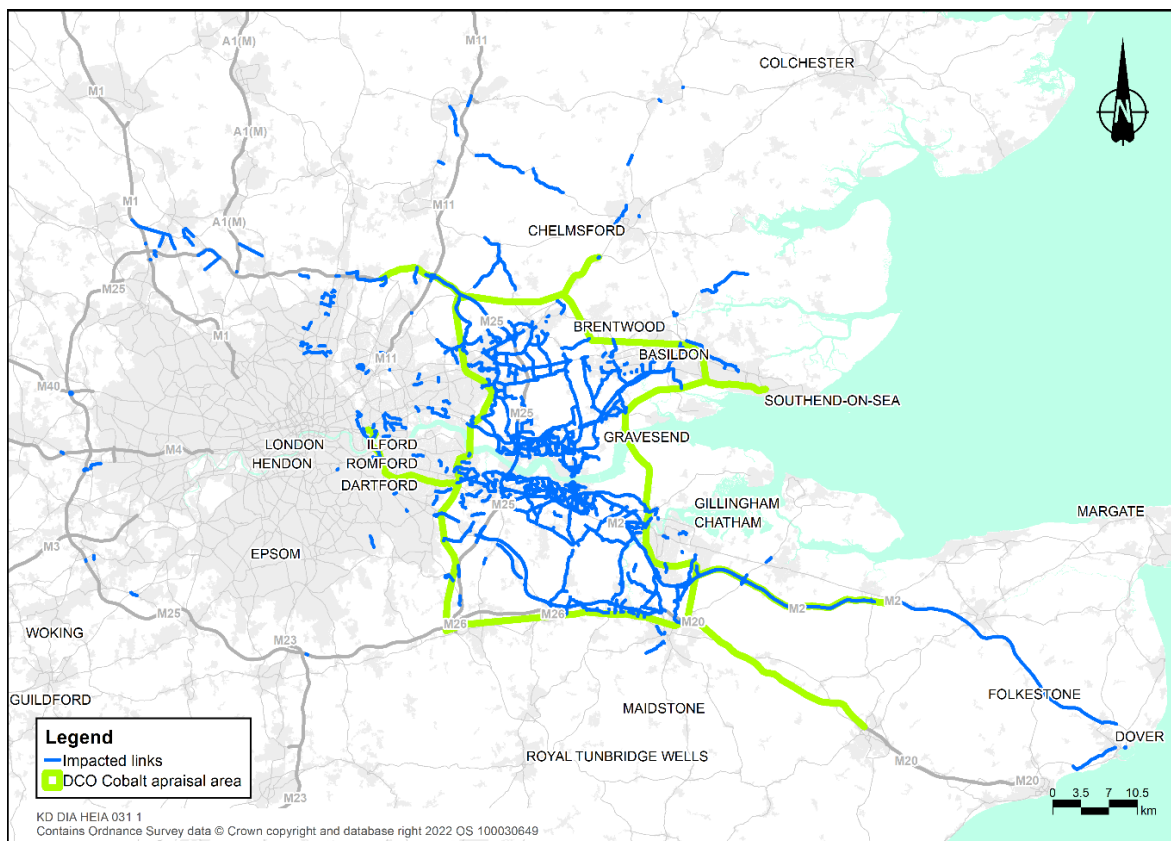 A1(M)
M11
COLCHESTER
M1
A1(M)
N
M1
A1(M)
M11
CHELMSFORD
M25
M25
BRENTWOOD
M1
M11
BASILDON
M40
M25
SOUTHEND-ON-SEA
GRAVESEND
M4
LONDON
ILFORD
HENDON
ROMFORD
DARTFORD
M25
GILLINGHAM
M2
CHATHAM
MARGATE
M3
EPSOM
M2
M2
M25
M26
M26
M20
WOKING
M23
FOLKESTONE
GUILDFORD
MAIDSTONE
DOVER
ROYAL TUNBRIDGE WELLS
M20
M20
Legend
Impacted links
DCO Cobalt apraisal area
M23
0 3.5 7 10.5
km
KD DIA HEIA 031 1
Contains Ordnance Survey data © Crown copyright and database right 2022 OS 100030649